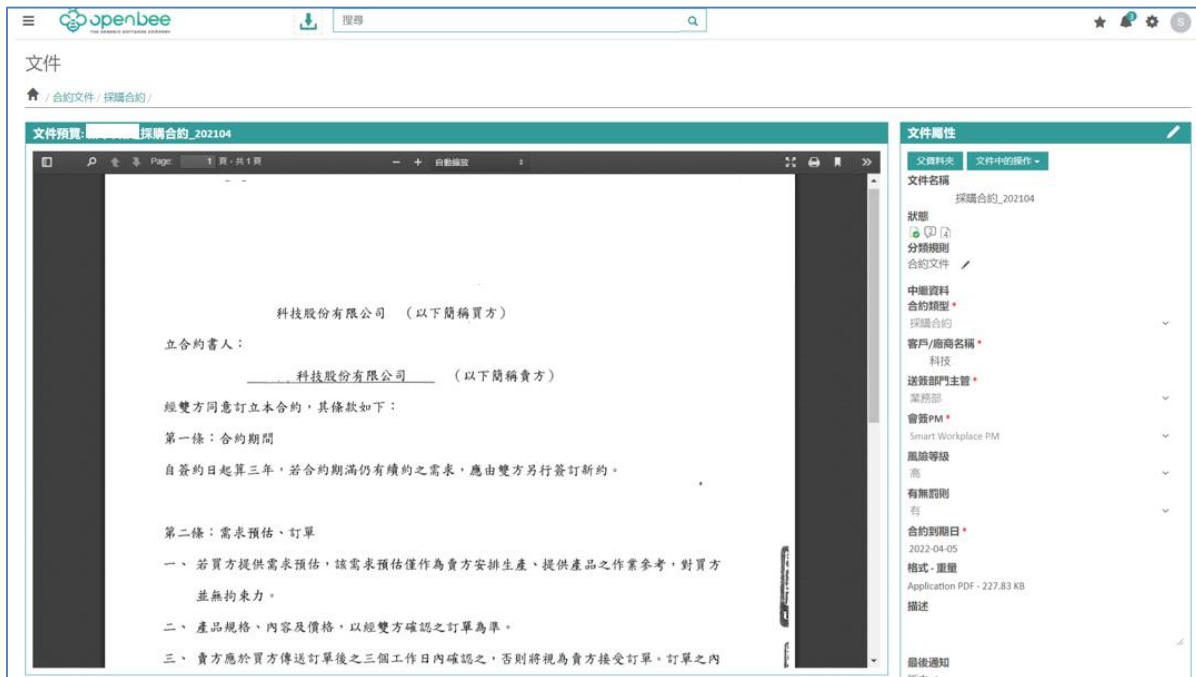 openbee
THE GENERIC SOFTWARE COMPANY
搜尋
3
S
文件
/ 合約文件 / 採購合約 /
文件預覽: 採購合約_202104
Page: 1 頁，共1頁
自動縮放
科技股份有限公司 （以下簡稱買方）
立合約書人：
科技股份有限公司 （以下簡稱賣方）
經雙方同意訂立本合約，其條款如下：
第一條：合約期間
自簽約日起算三年，若合約期滿仍有續約之需求，應由雙方另行簽訂新約。
第二條：需求預估、訂單
一、 若買方提供需求預估，該需求預估僅作為賣方安排生產、提供產品之作業參考，對買方
並無拘束力。
二、 產品規格、內容及價格，以經雙方確認之訂單為準。
三、 賣方應於買方傳送訂單後之三個工作日內確認之，否則將視為賣方接受訂單。訂單之內
文件屬性
父資料夾 文件中的操作
文件名稱
採購合約_202104
狀態
2 4
分類規則
合約文件
中繼資料
合約類型 *
採購合約
客戶/廠商名稱 *
科技
送簽部門主管 *
業務部
會簽PM *
Smart Workplace PM
風險等級
高
有無罰則
有
合約到期日 *
2022-04-05
格式 - 重量
Application PDF - 227.83 KB
描述
最後通知